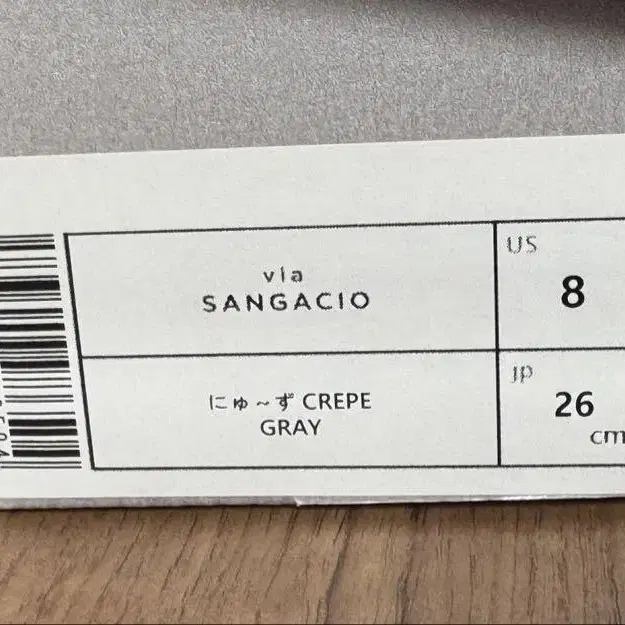 via
SANGACIO
US
8
にゅ~ず CREPE
GRAY
JP
26
cm